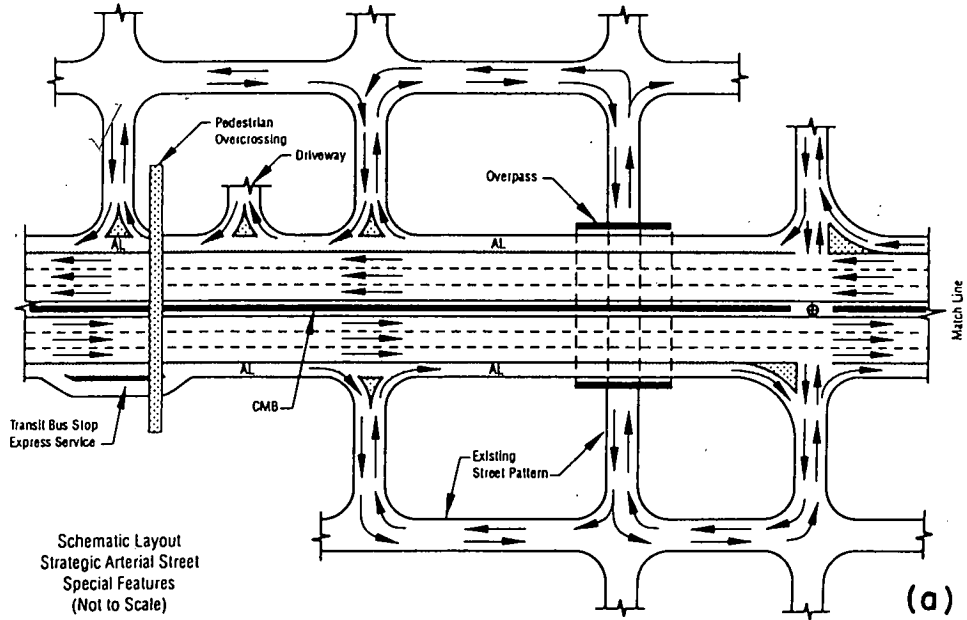 Pedestrian
Overcrossing
Driveway
Overpass
AL
AL
Match Line
AL
AL
Transit Bus Stop
Express Service
CMB
Existing
Street Pattern
Schematic Layout
Strategic Arterial Street
Special Features
(Not to Scale)
(a)